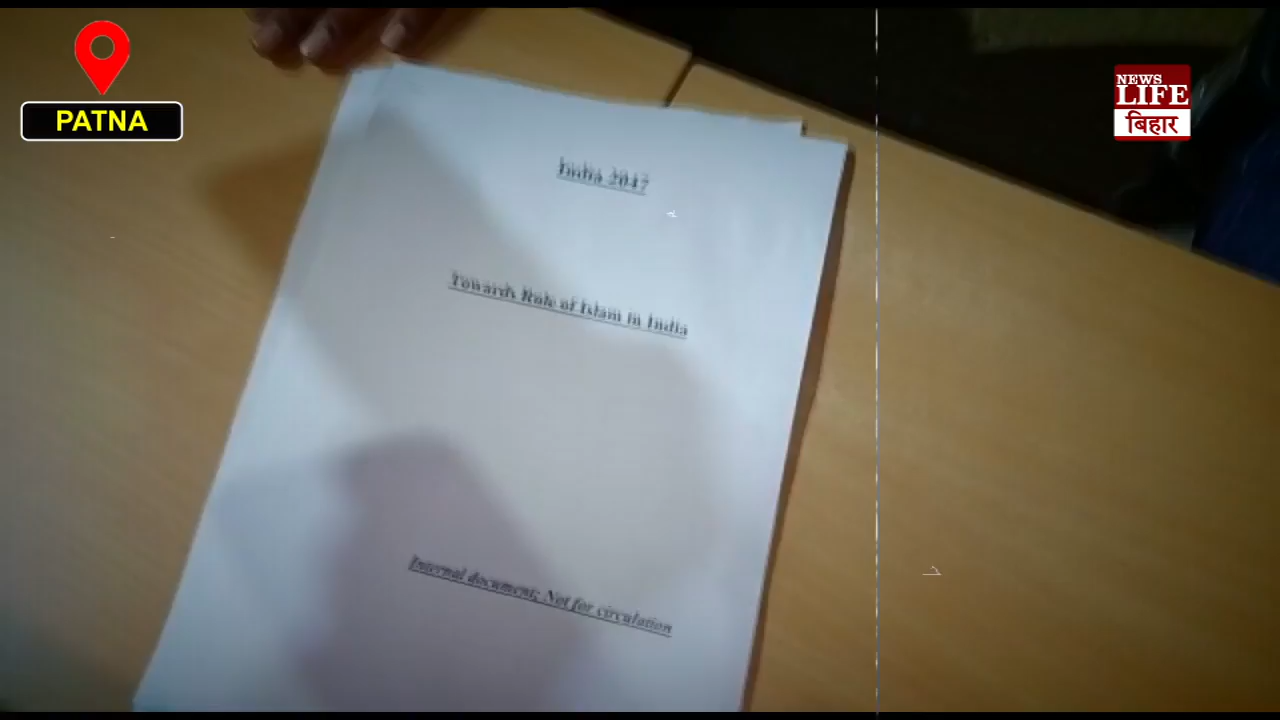 PATNA
NEWS
LIFE
बिहार
India 2047
Towards Rule of Islam in India
Internal document; Not for circulation